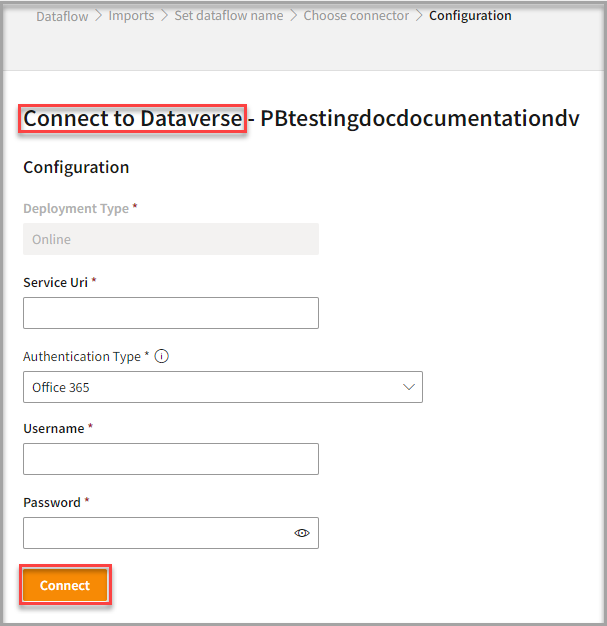 Dataflow > Imports > Set dataflow name > Choose connector > Configuration
Connect to Dataverse - PBtestingdocdocumentationdv
Configuration
Deployment Type *
Online
Service Uri *
Authentication Type *
Office 365
Username *
Password *
Connect